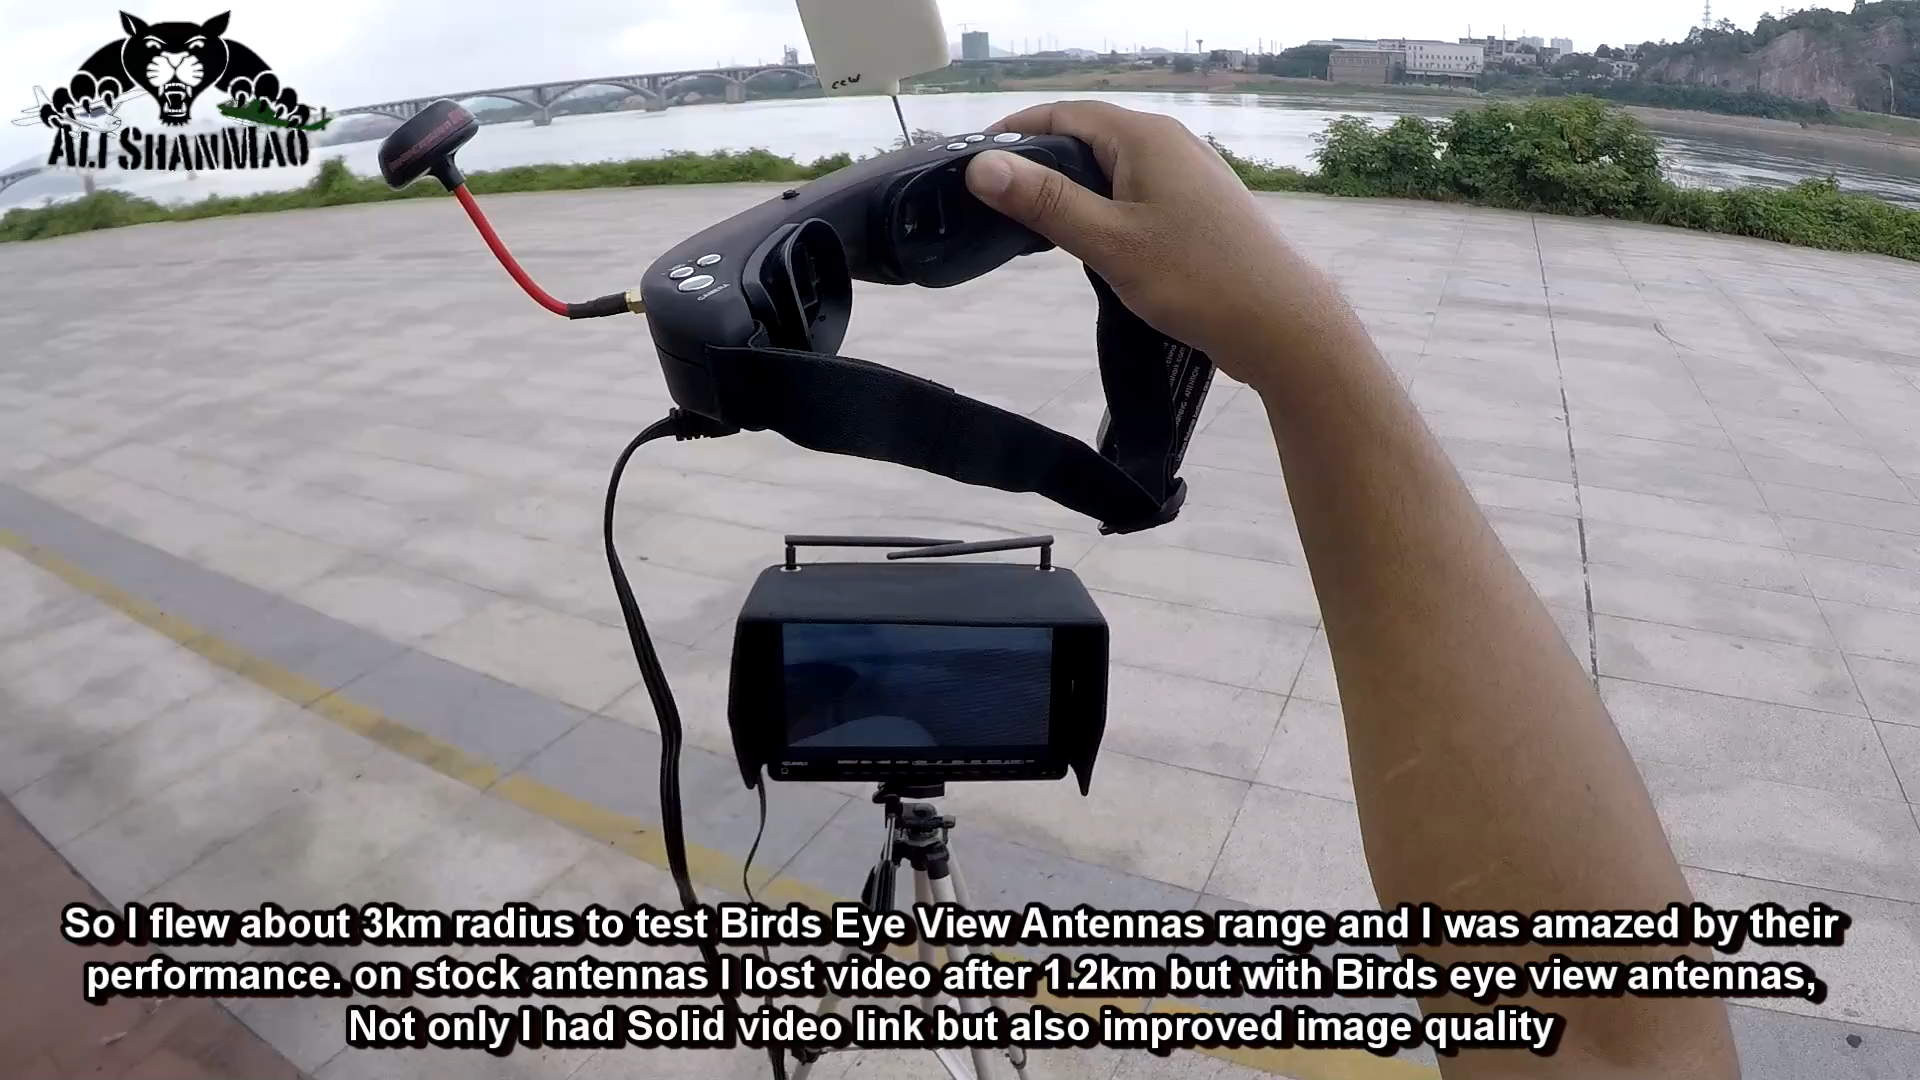 ALI SHANMAO
ccw
CAMERA
So I flew about 3km radius to test Birds Eye View Antennas range and I was amazed by their
performance. on stock antennas I lost video after 1.2km but with Birds eye view antennas,
Not only I had Solid video link but also improved image quality